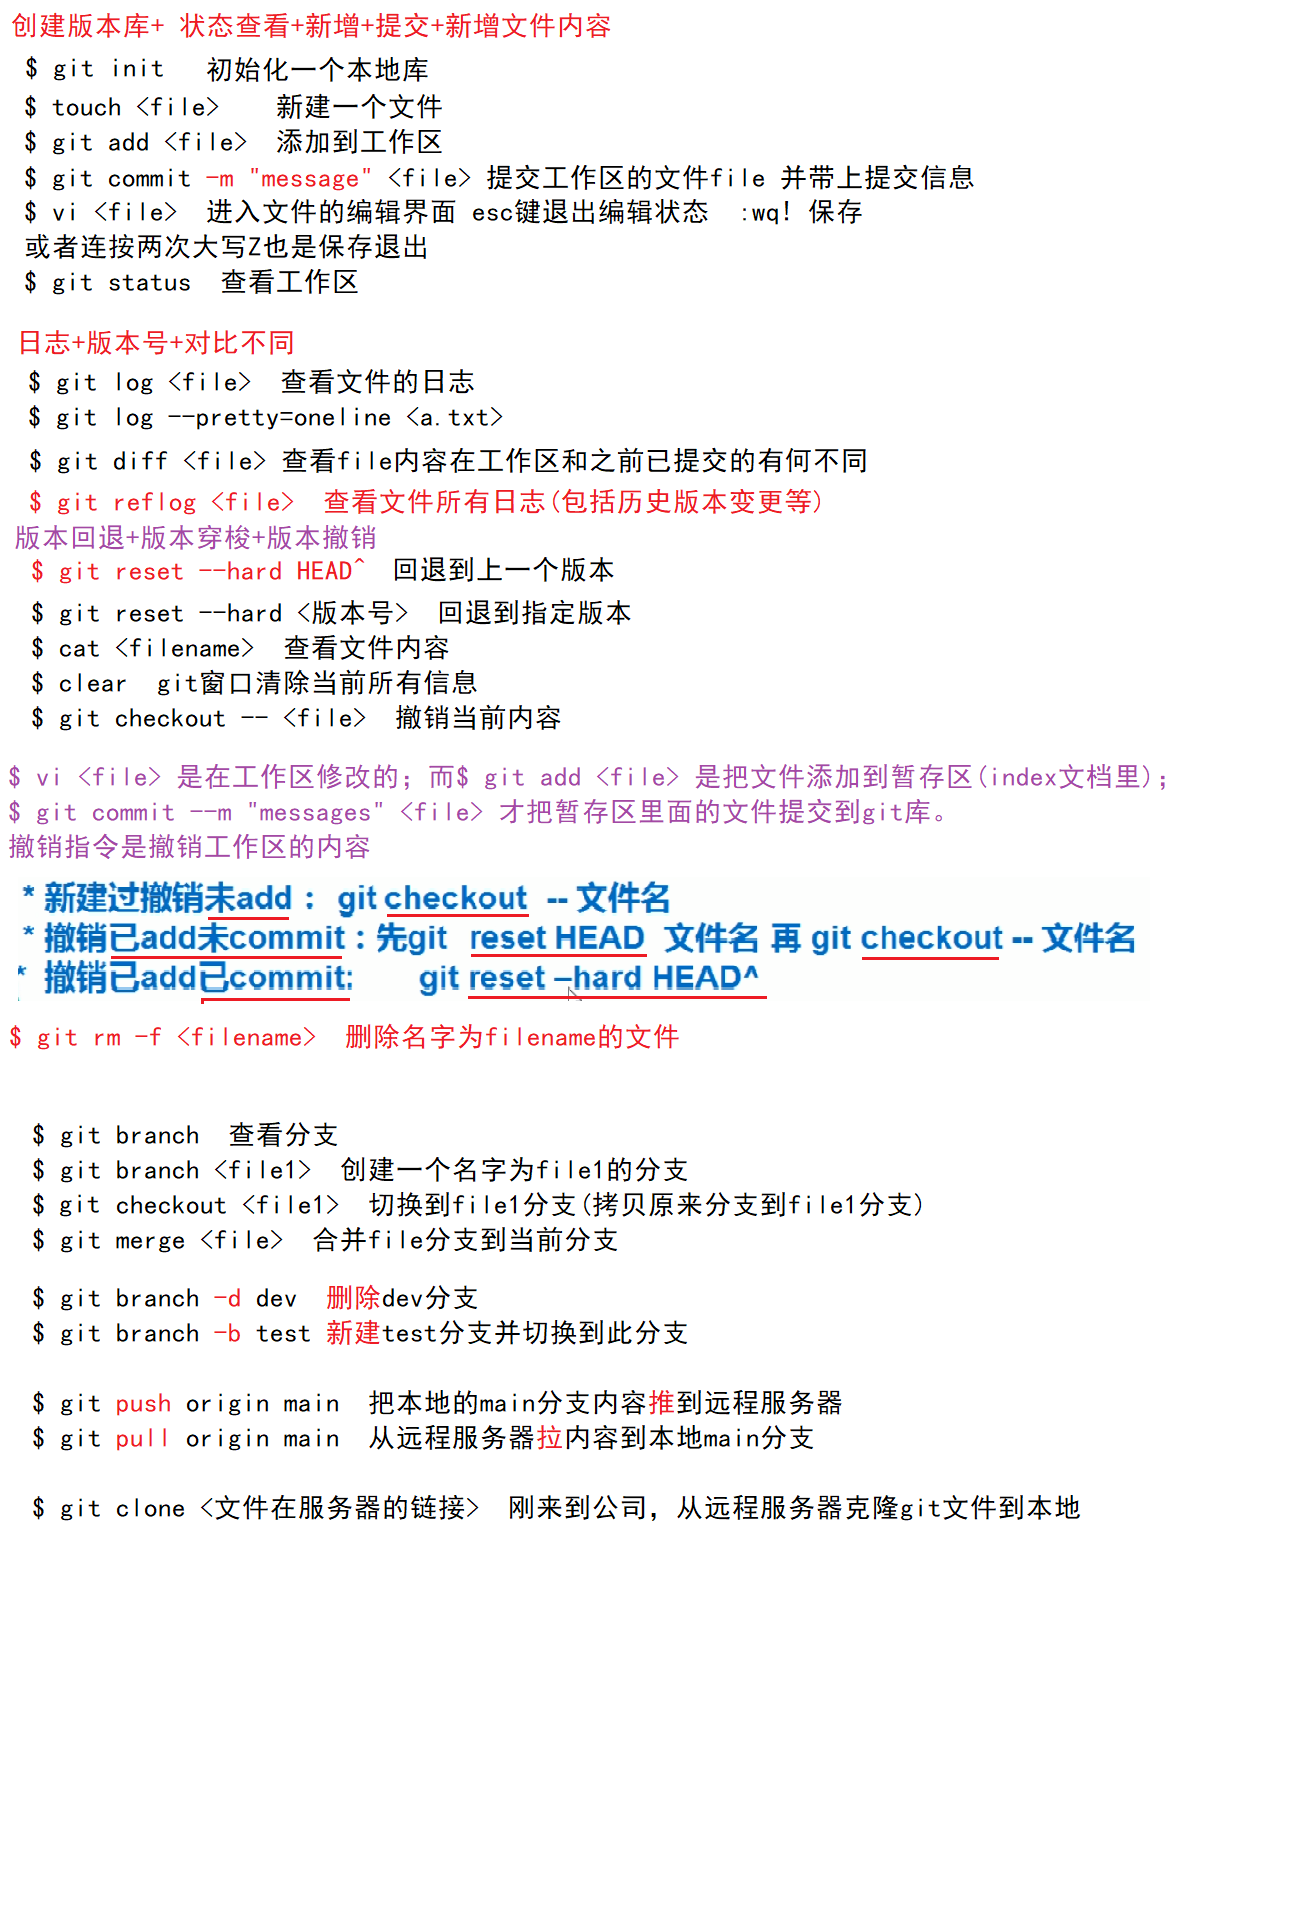 创建版本库+ 状态查看+新增+提交+新增文件内容
$ git init 初始化一个本地库
$ touch <file> 新建一个文件
$ git add <file> 添加到工作区
$ git commit -m "message" <file> 提交工作区的文件file 并带上提交信息
$ vi <file> 进入文件的编辑界面 esc键退出编辑状态 :wq! 保存
或者连按两次大写Z也是保存退出
$ git status 查看工作区
日志+版本号+对比不同
$ git log <file> 查看文件的日志
$ git log --pretty=oneline <a.txt>
$ git diff <file> 查看file内容在工作区和之前已提交的有何不同
$ git reflog <file> 查看文件所有日志(包括历史版本变更等)
版本回退+版本穿梭+版本撤销
$ git reset --hard HEAD^ 回退到上一个版本
$ git reset --hard <版本号> 回退到指定版本
$ cat <filename> 查看文件内容
$ clear git窗口清除当前所有信息
$ git checkout -- <file> 撤销当前内容
$ vi <file> 是在工作区修改的；而$ git add <file> 是把文件添加到暂存区(index文档里)；
$ git commit --m "messages" <file> 才把暂存区里面的文件提交到git库。
撤销指令是撤销工作区的内容
* 新建过撤销未add： git checkout -- 文件名
* 撤销已add未commit：先git reset HEAD 文件名 再 git checkout -- 文件名
* 撤销已add已commit: git reset –hard HEAD^
$ git rm -f <filename> 删除名字为filename的文件
$ git branch 查看分支
$ git branch <file1> 创建一个名字为file1的分支
$ git checkout <file1> 切换到file1分支(拷贝原来分支到file1分支)
$ git merge <file> 合并file分支到当前分支
$ git branch -d dev 删除dev分支
$ git branch -b test 新建test分支并切换到此分支
$ git push origin main 把本地的main分支内容推到远程服务器
$ git pull origin main 从远程服务器拉内容到本地main分支
$ git clone <文件在服务器的链接> 刚来到公司，从远程服务器克隆git文件到本地